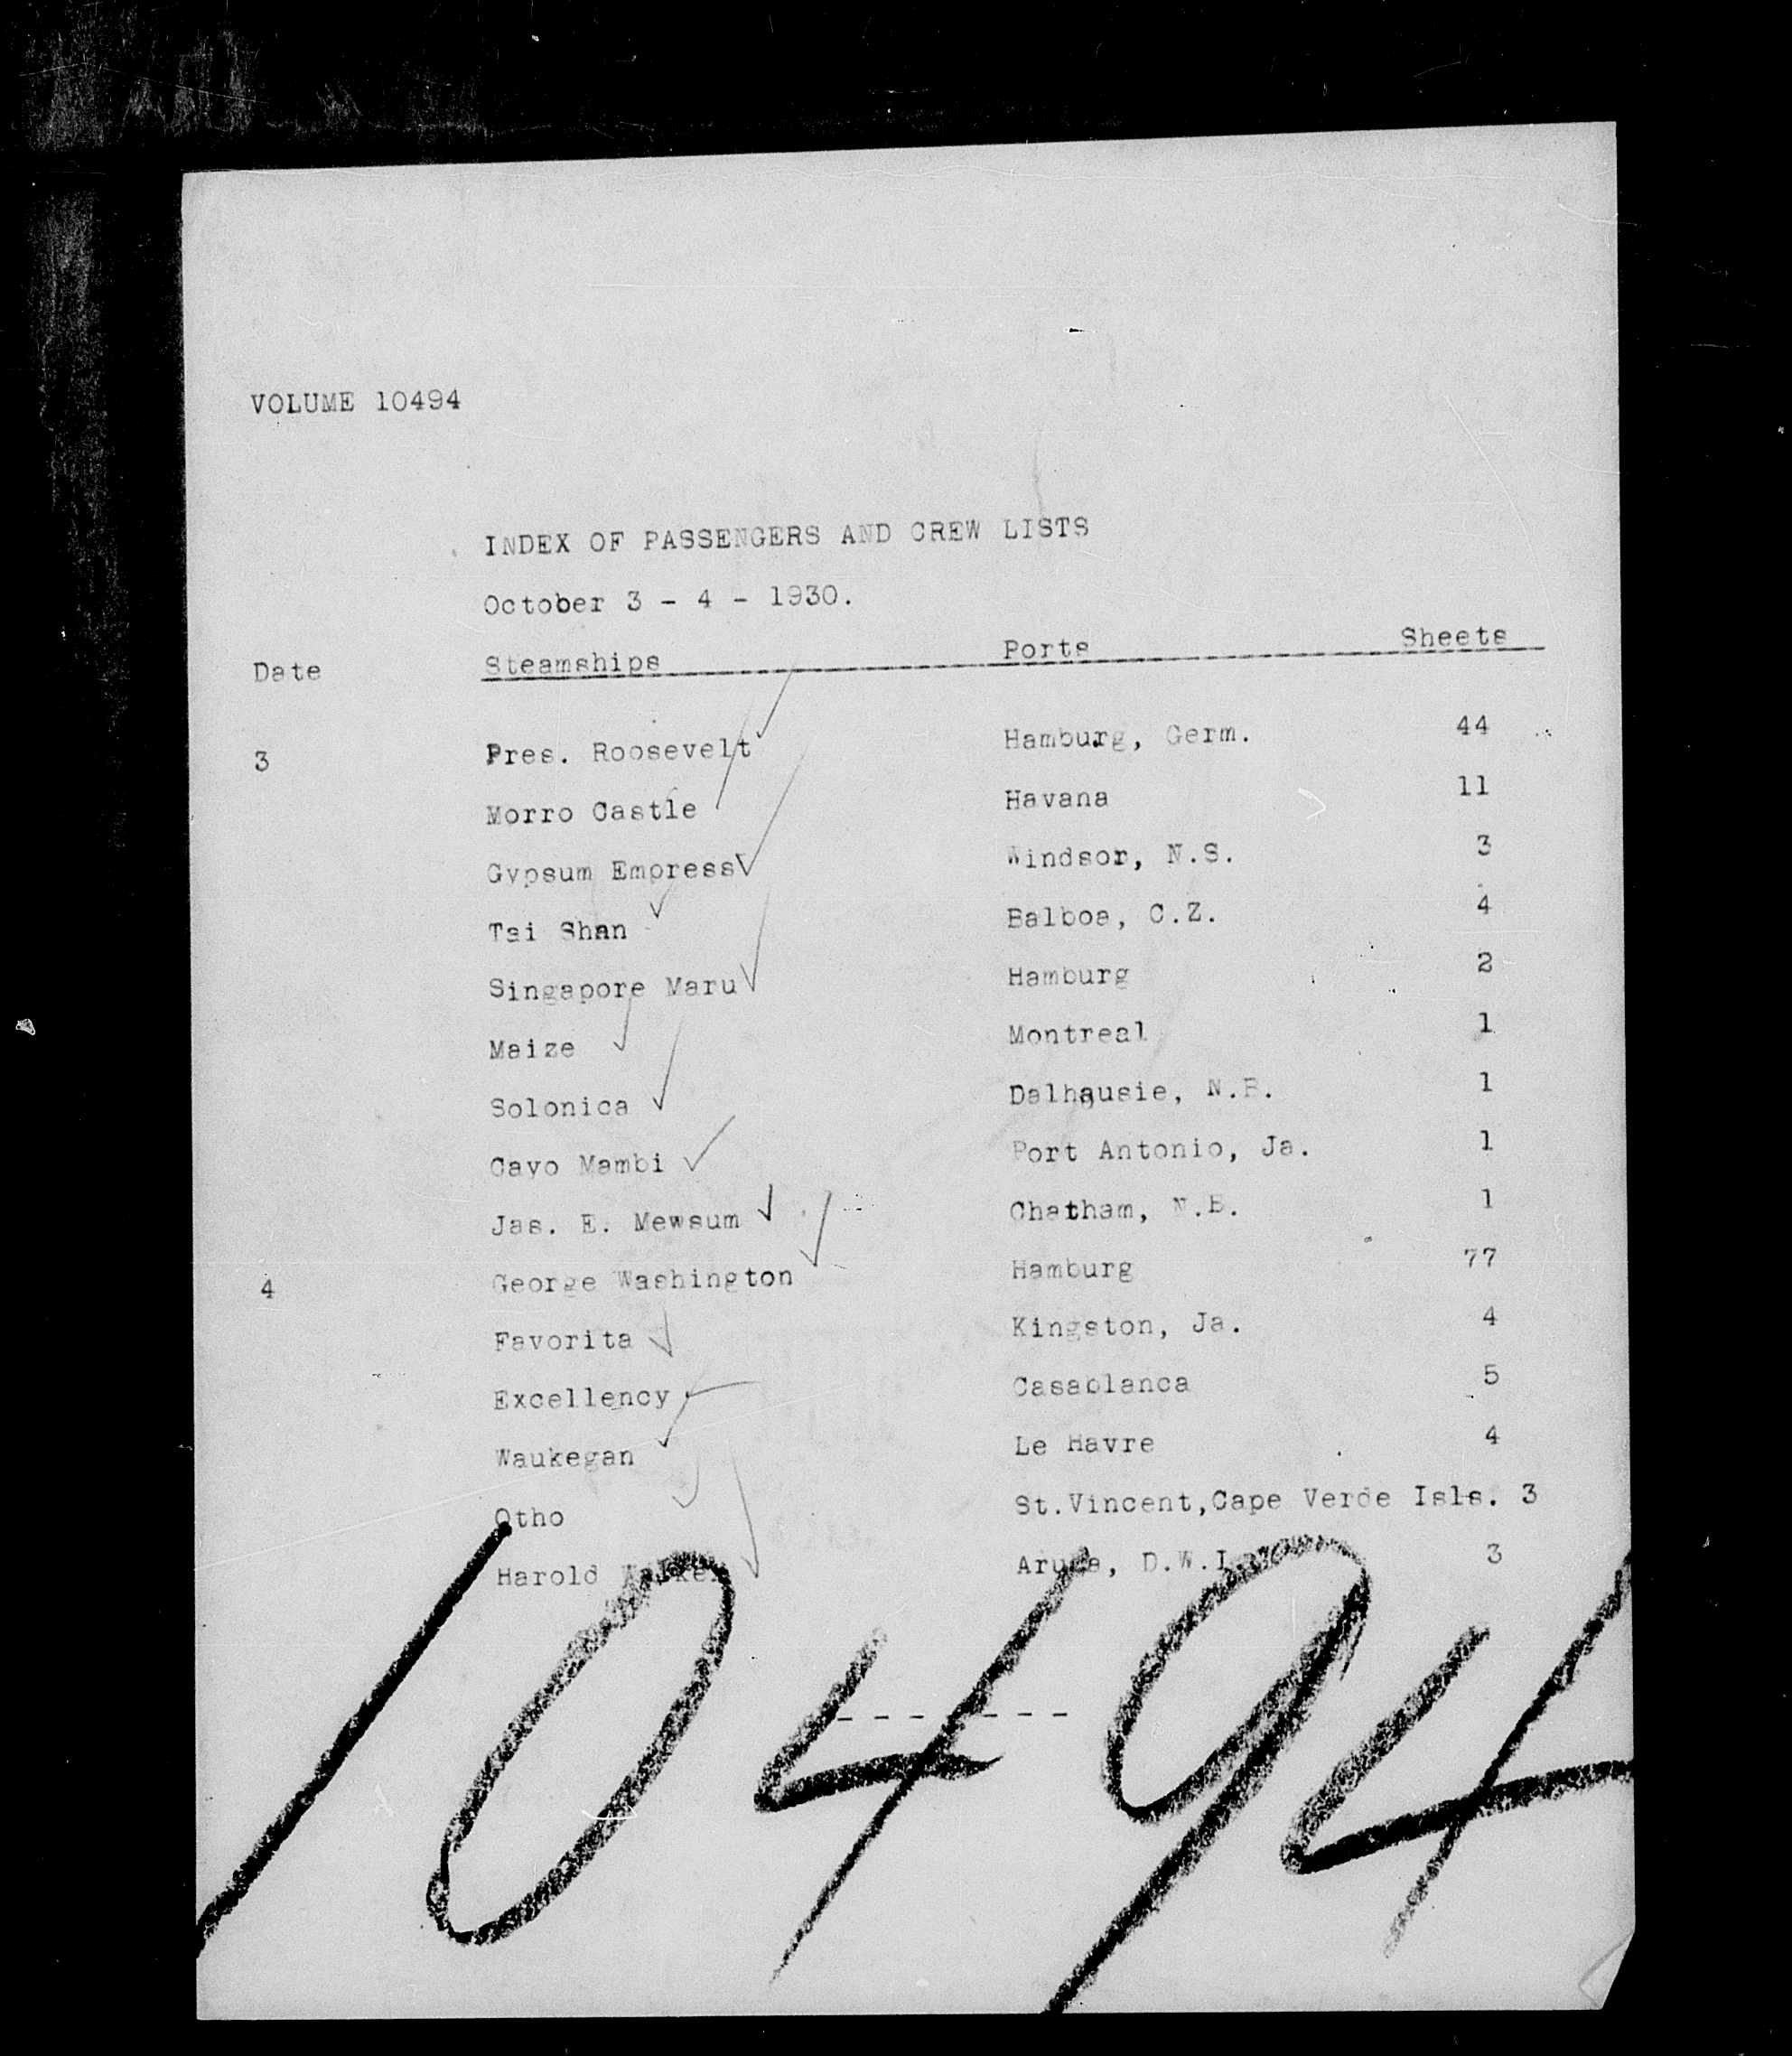 VOLUME 10494
INDEX OF PASSENGERS AND CREW LISTS
October 3 - 4 - 1930.
Date Steamships Ports Sheets
3 Pres. Roosevelt Hamburg, Germ. 44
Morro Castle Havana 11
Gypsum Empress Windsor, N.S. 3
Tai Shan Balboa, C.Z. 4
Singapore Maru Hamburg 2
Maize Montreal 1
Solonica Dalhausie, N.B. 1
Cayo Mambi Port Antonio, Ja. 1
Jas. E. Mewsum Chatham, N.B. 1
4 George Washington Hamburg 77
Favorita Kingston, Ja. 4
Excellency Casablanca 5
Waukegan Le Havre 4
Otho St.Vincent,Cape Verde Isls. 3
Harold Walker Aruba, D.W.I. 3
--------
10494